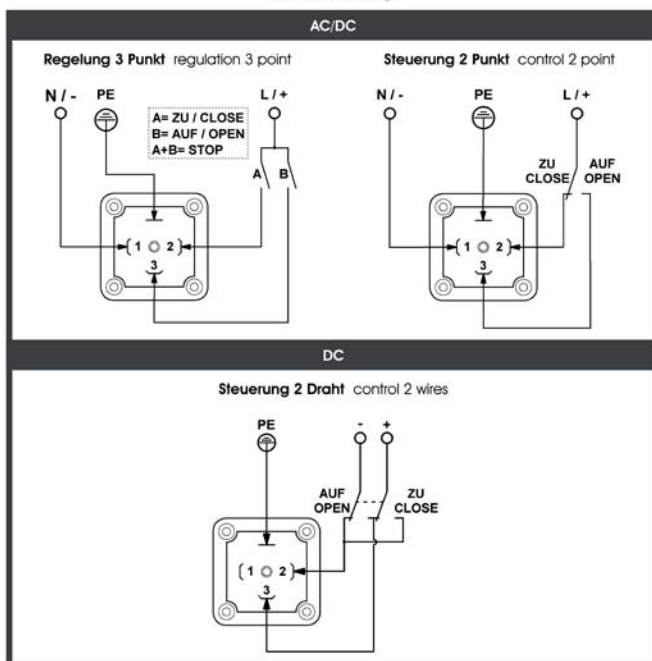 AC/DC
Regelung 3 Punkt regulation 3 point
N / -
PE
L / +
A= ZU / CLOSE
B= AUF / OPEN
A+B= STOP
A
B
1
2
3
Steuerung 2 Punkt control 2 point
N / -
PE
L / +
ZU
CLOSE
AUF
OPEN
1
2
3
DC
Steuerung 2 Draht control 2 wires
PE
- +
AUF
OPEN
ZU
CLOSE
1
2
3